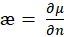 æ = ∂μ/∂n